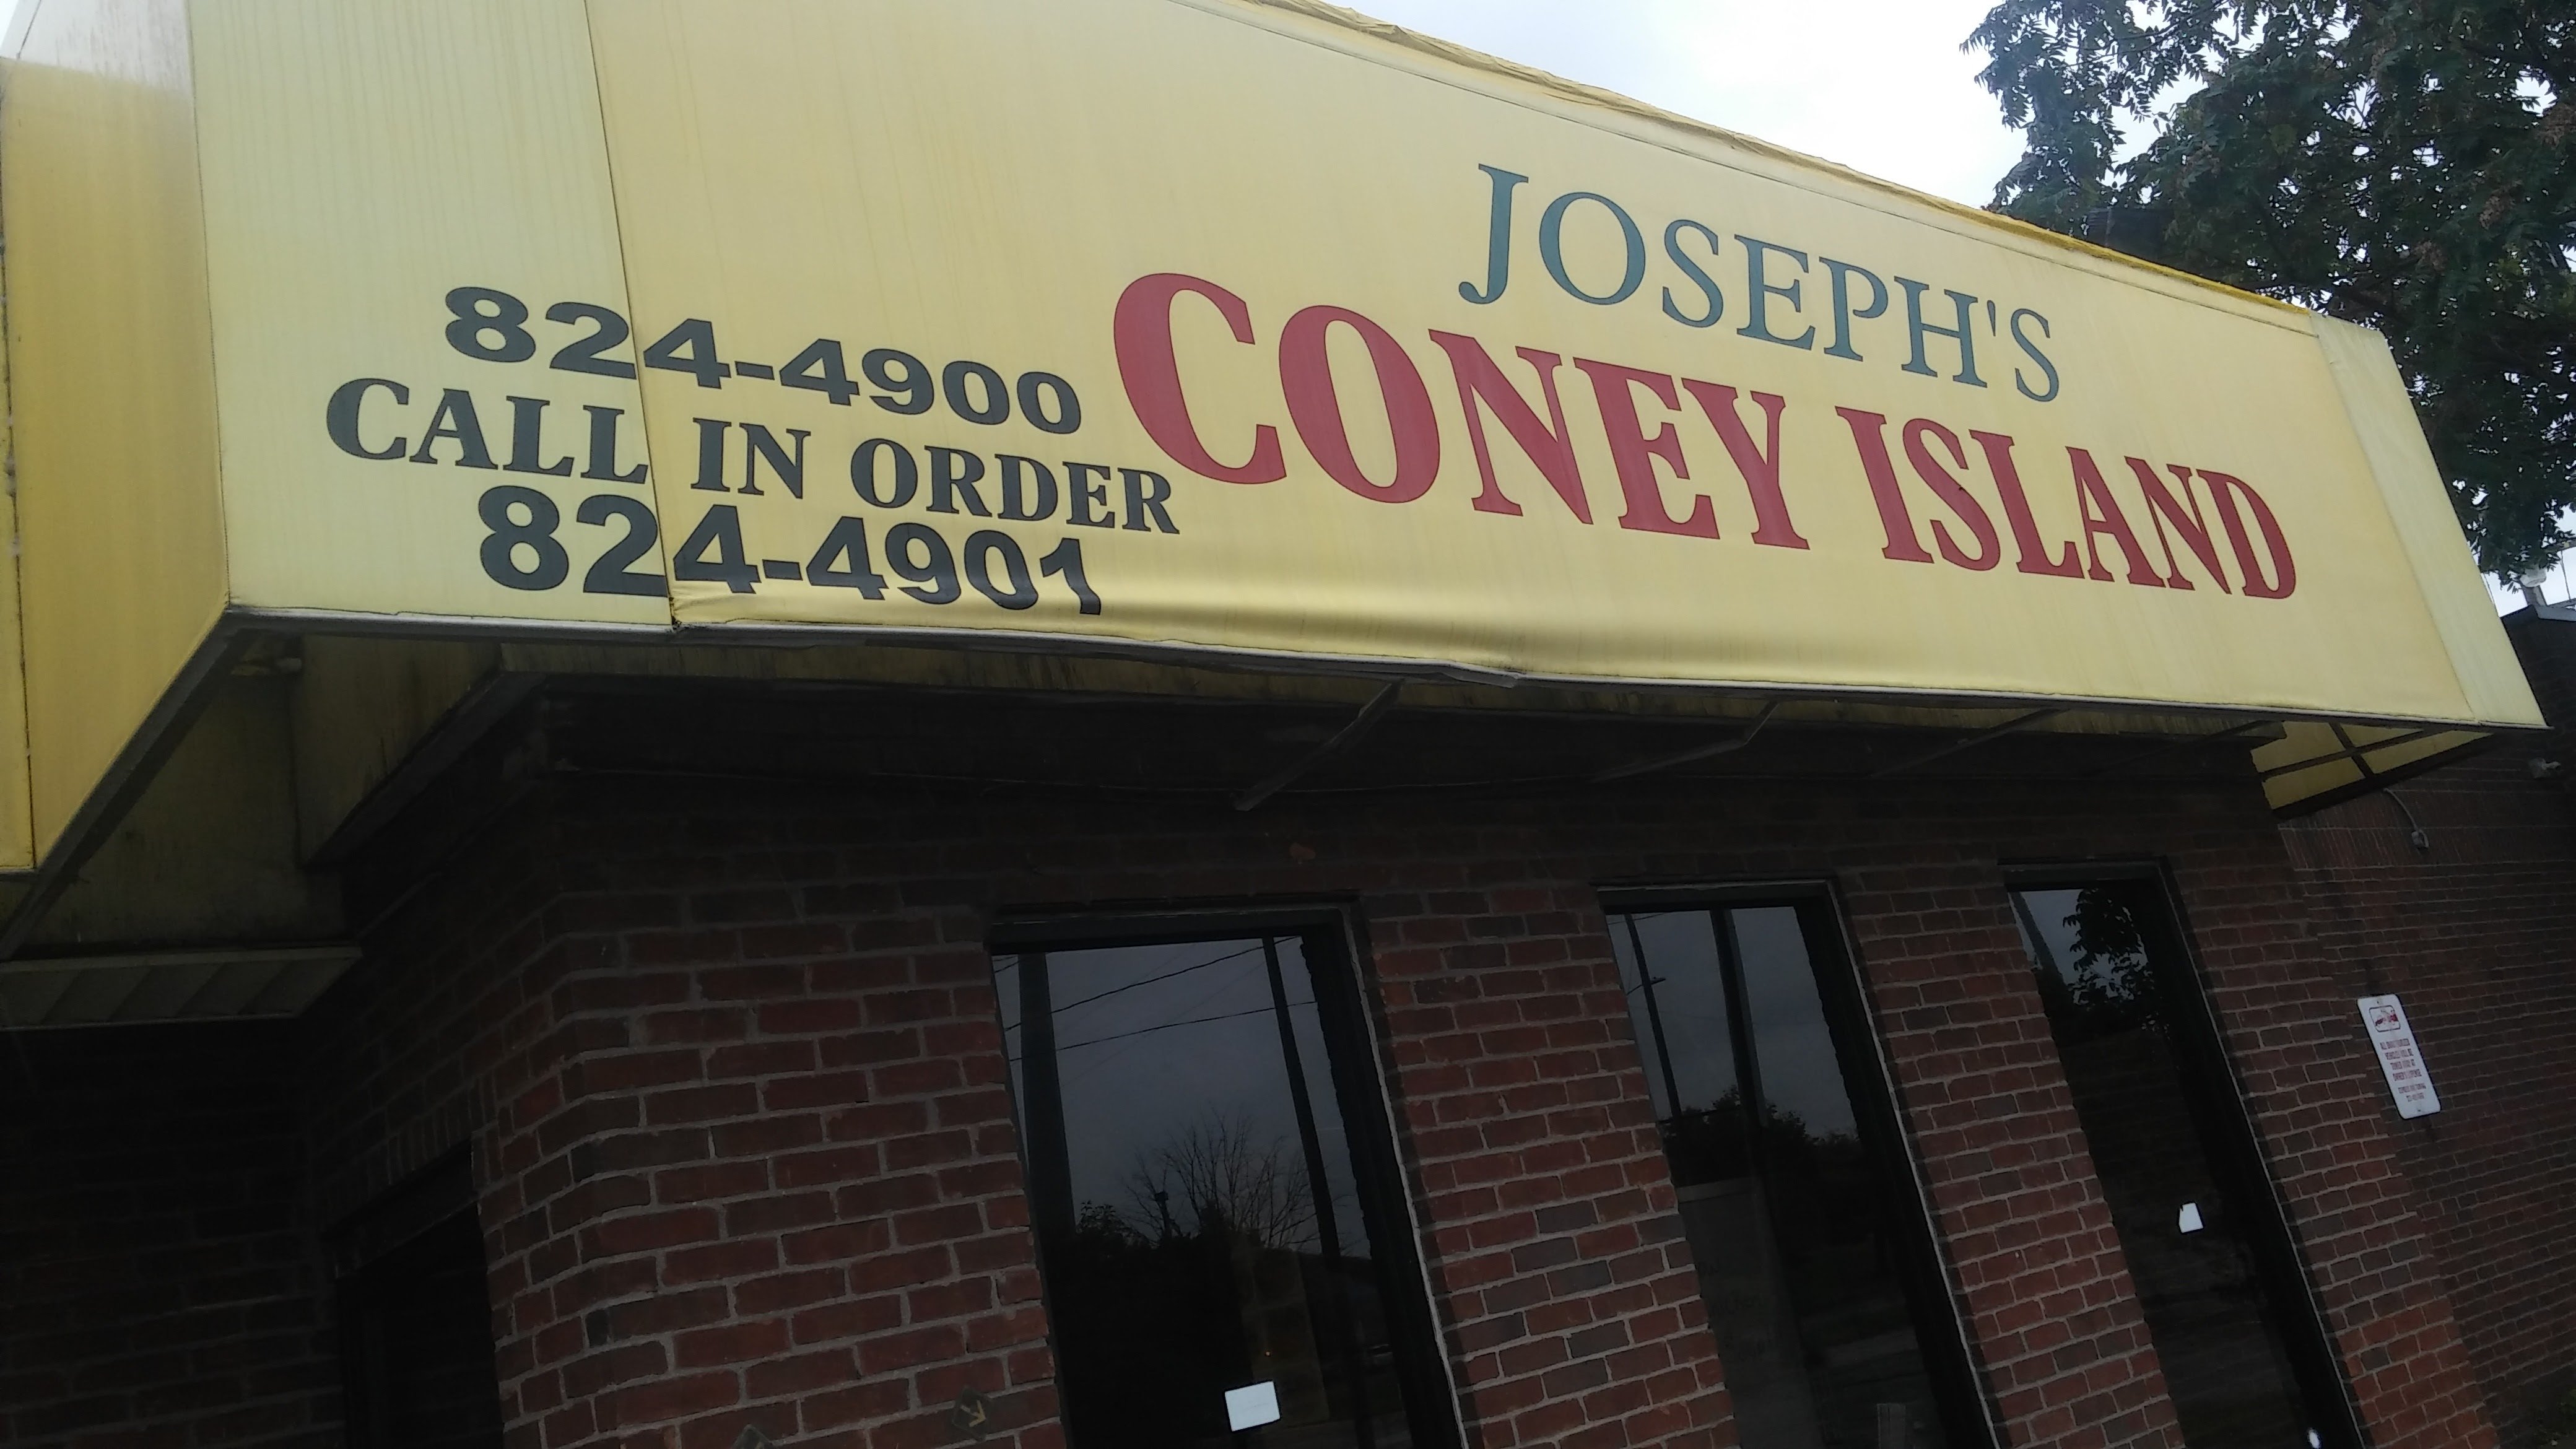 824-4900
CALL IN ORDER
824-4901
JOSEPH'S
CONEY ISLAND